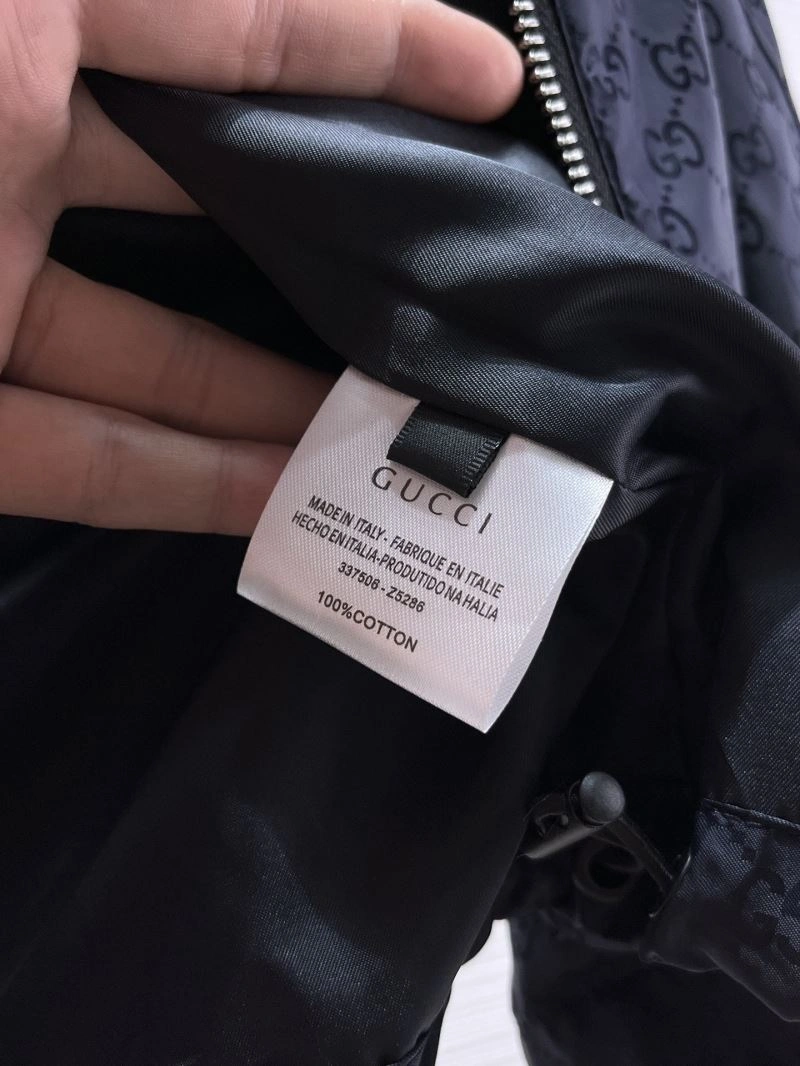 GUCCI
MADE IN ITALY - FABRIQUE EN ITALIE
HECHO EN ITALIA-PRODUTIDO NA HALIA
337506 - Z5286
100%COTTON